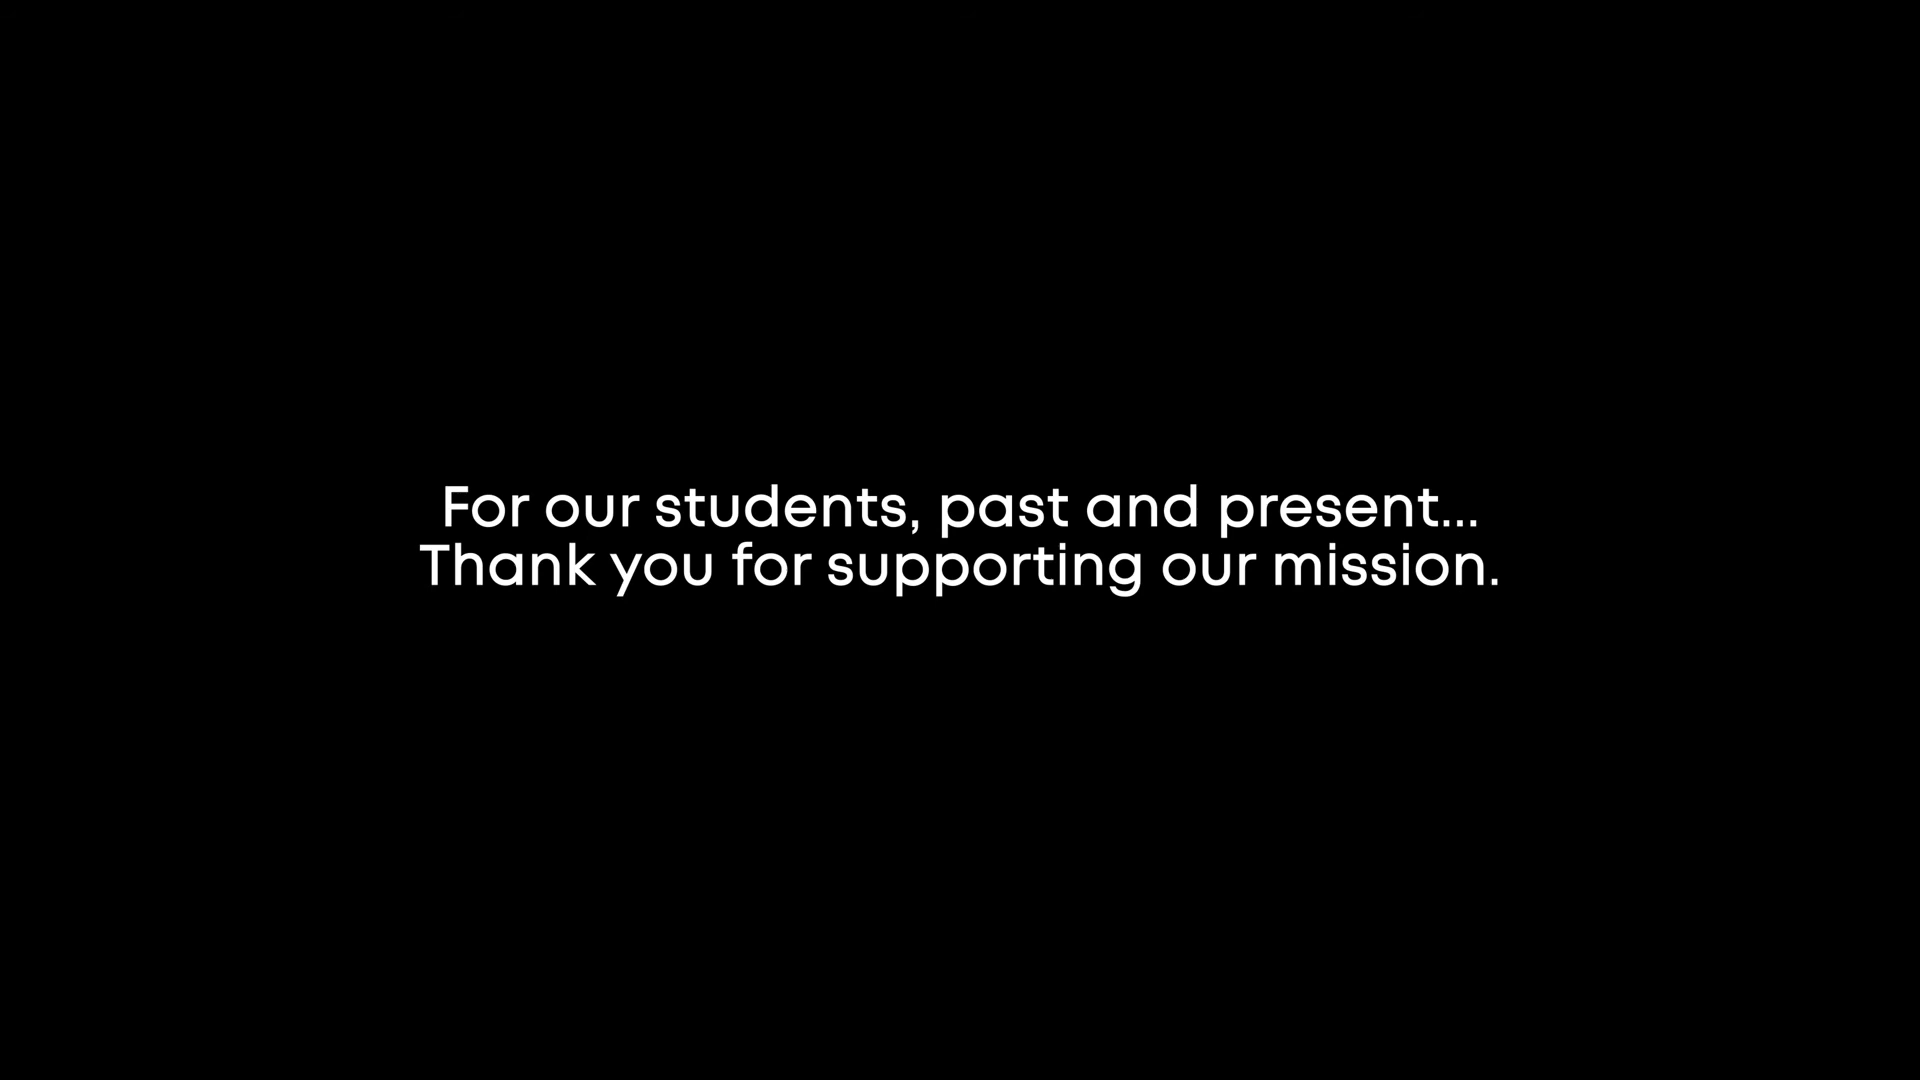 For our students, past and present...
Thank you for supporting our mission.